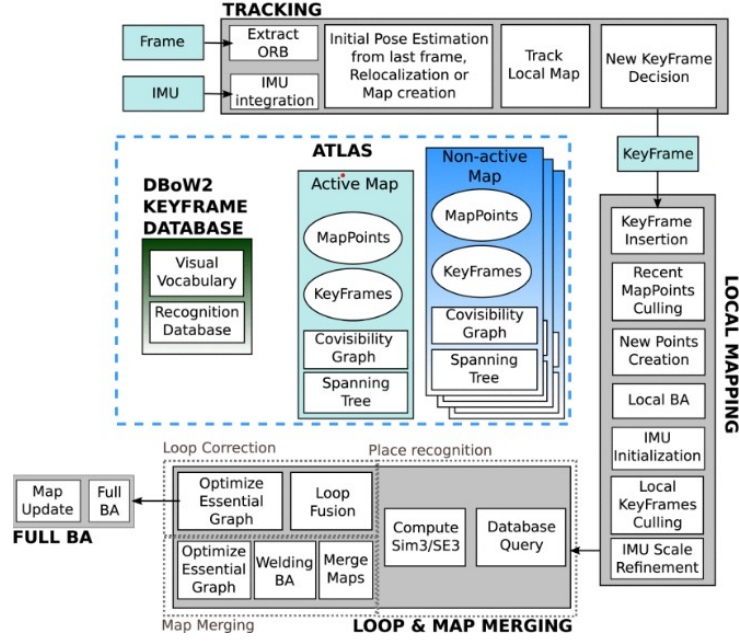 TRACKING
Frame
IMU
Extract
ORB
IMU
integration
Initial Pose Estimation
from last frame,
Relocalization or
Map creation
Track
Local Map
New KeyFrame
Decision
KeyFrame
ATLAS
DBoW2
KEYFRAME
DATABASE
Visual
Vocabulary
Recognition
Database
Active Map
MapPoints
KeyFrames
Covisibility
Graph
Spanning
Tree
Non-active
Map
MapPoints
KeyFrames
Covisibility
Graph
Spanning
Tree
KeyFrame
Insertion
Recent
MapPoints
Culling
New Points
Creation
Local BA
IMU
Initialization
Local
KeyFrames
Culling
IMU Scale
Refinement
LOCAL MAPPING
Loop Correction
Place recognition
Optimize
Essential
Graph
Loop
Fusion
Compute
Sim3/SE3
Database
Query
Map
Update
Full
BA
FULL BA
Optimize
Essential
Graph
Welding
BA
Merge
Maps
Map Merging
LOOP & MAP MERGING